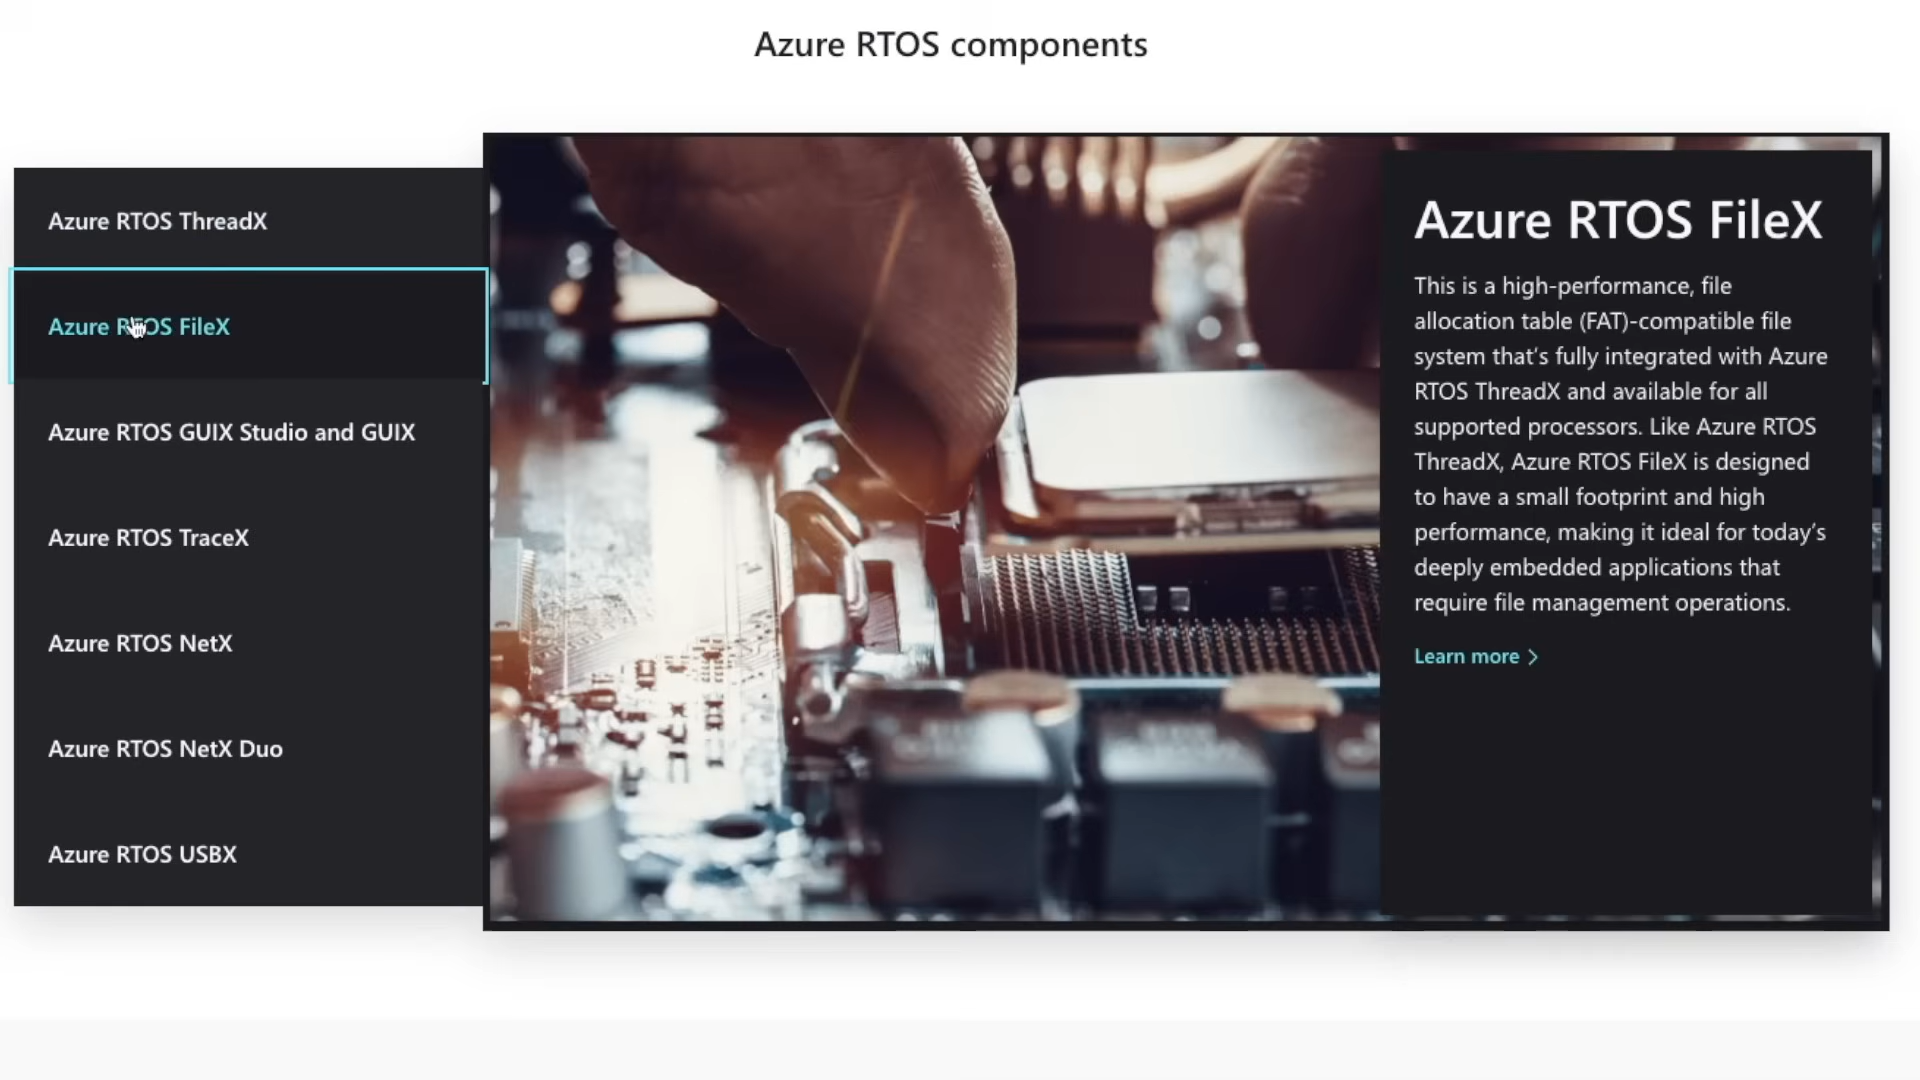 Azure RTOS components
Azure RTOS ThreadX
Azure RTOS FileX
Azure RTOS GUIX Studio and GUIX
Azure RTOS TraceX
Azure RTOS NetX
Azure RTOS NetX Duo
Azure RTOS USBX
Azure RTOS FileX
This is a high-performance, file
allocation table (FAT)-compatible file
system that's fully integrated with Azure
RTOS ThreadX and available for all
supported processors. Like Azure RTOS
ThreadX, Azure RTOS FileX is designed
to have a small footprint and high
performance, making it ideal for today's
deeply embedded applications that
require file management operations.
Learn more